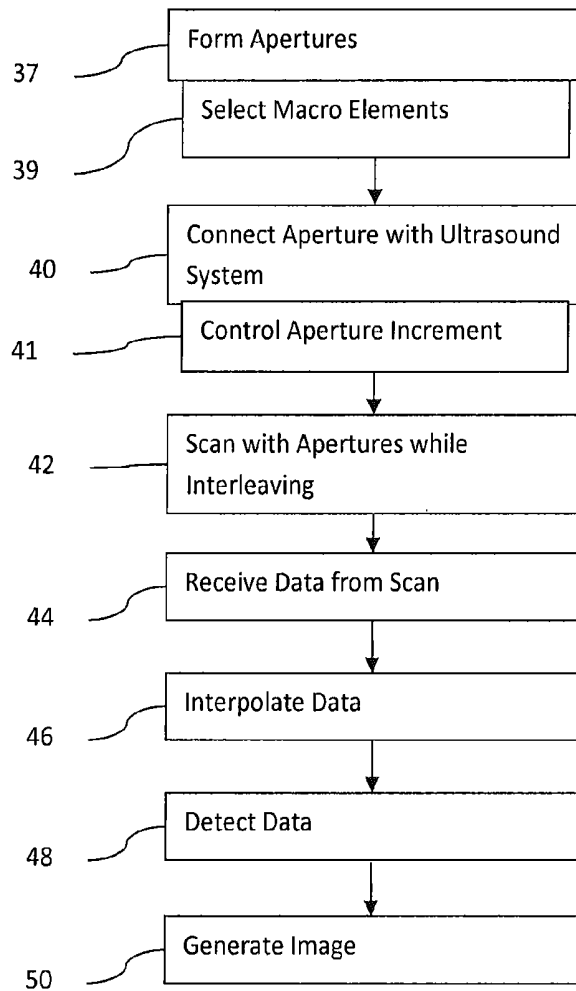 Form Apertures
37
Select Macro Elements
39
Connect Aperture with Ultrasound
System
40
Control Aperture Increment
41
Scan with Apertures while
Interleaving
42
Receive Data from Scan
44
Interpolate Data
46
Detect Data
48
Generate Image
50